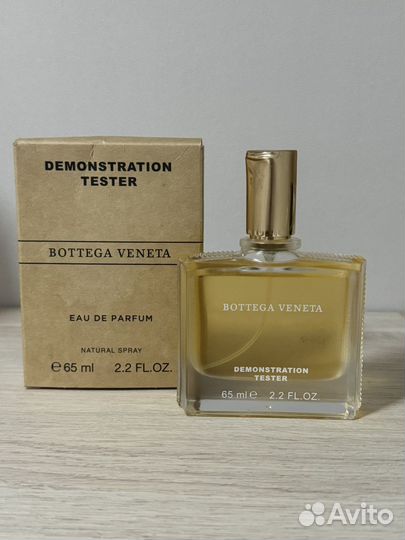 DEMONSTRATION
TESTER
BOTTEGA VENETA
EAU DE PARFUM
NATURAL SPRAY
℮65 ml 2.2 FL.OZ.
BOTTEGA VENETA
DEMONSTRATION
TESTER
65 ml℮ 2.2 FL.OZ.
Avito